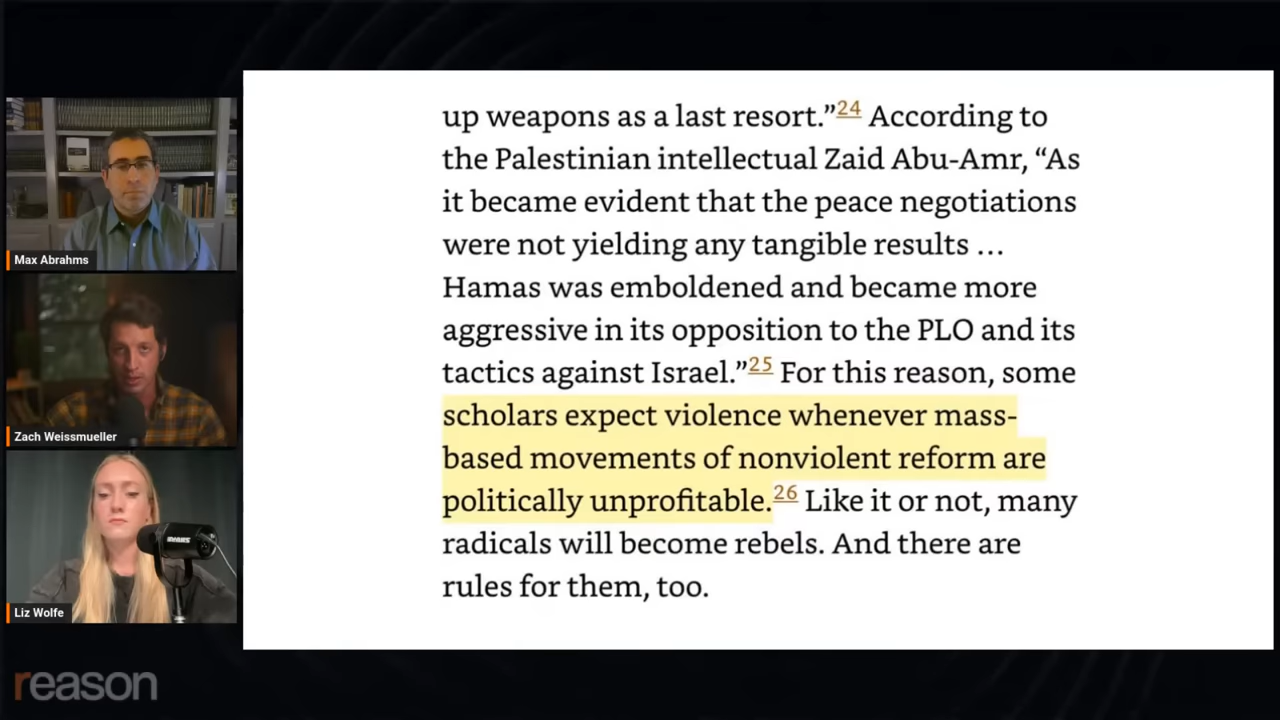 Max Abrahms
Zach Weissmueller
Liz Wolfe
reason
up weapons as a last resort.”24 According to
the Palestinian intellectual Zaid Abu-Amr, “As
it became evident that the peace negotiations
were not yielding any tangible results …
Hamas was emboldened and became more
aggressive in its opposition to the PLO and its
tactics against Israel.”25 For this reason, some
scholars expect violence whenever mass-
based movements of nonviolent reform are
politically unprofitable.26 Like it or not, many
radicals will become rebels. And there are
rules for them, too.